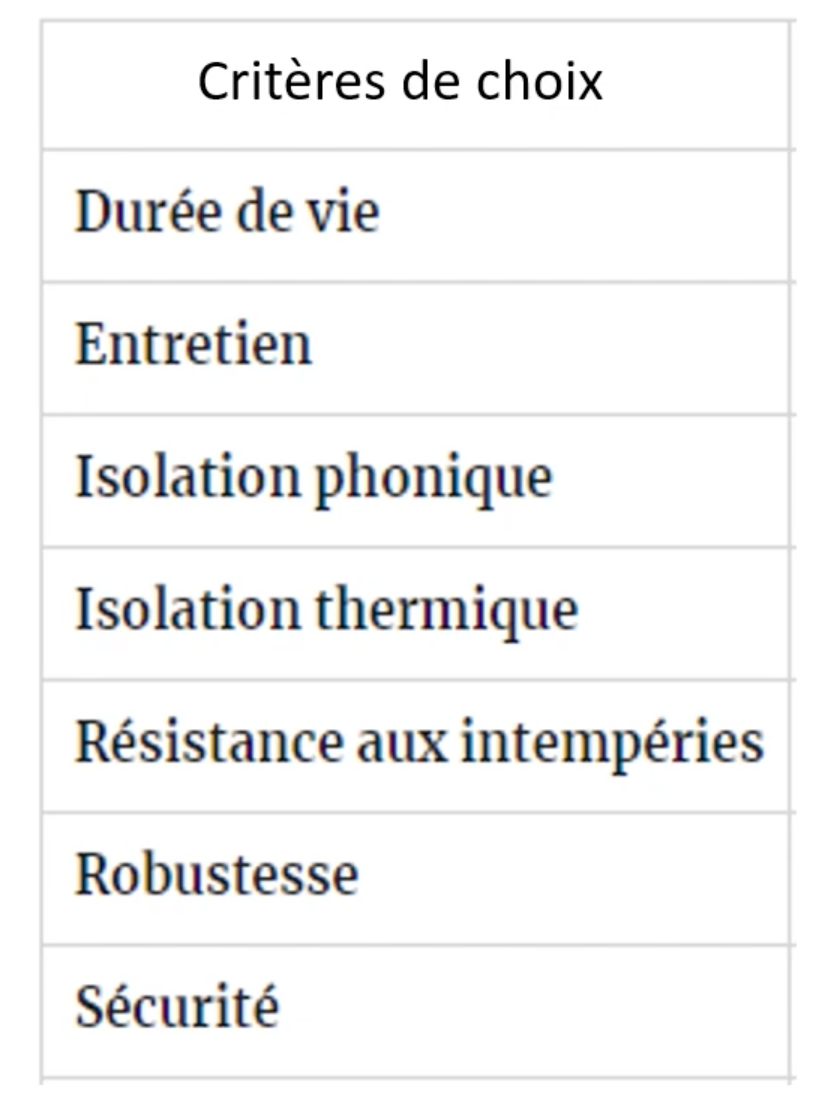 Critères de choix
Durée de vie
Entretien
Isolation phonique
Isolation thermique
Résistance aux intempéries
Robustesse
Sécurité